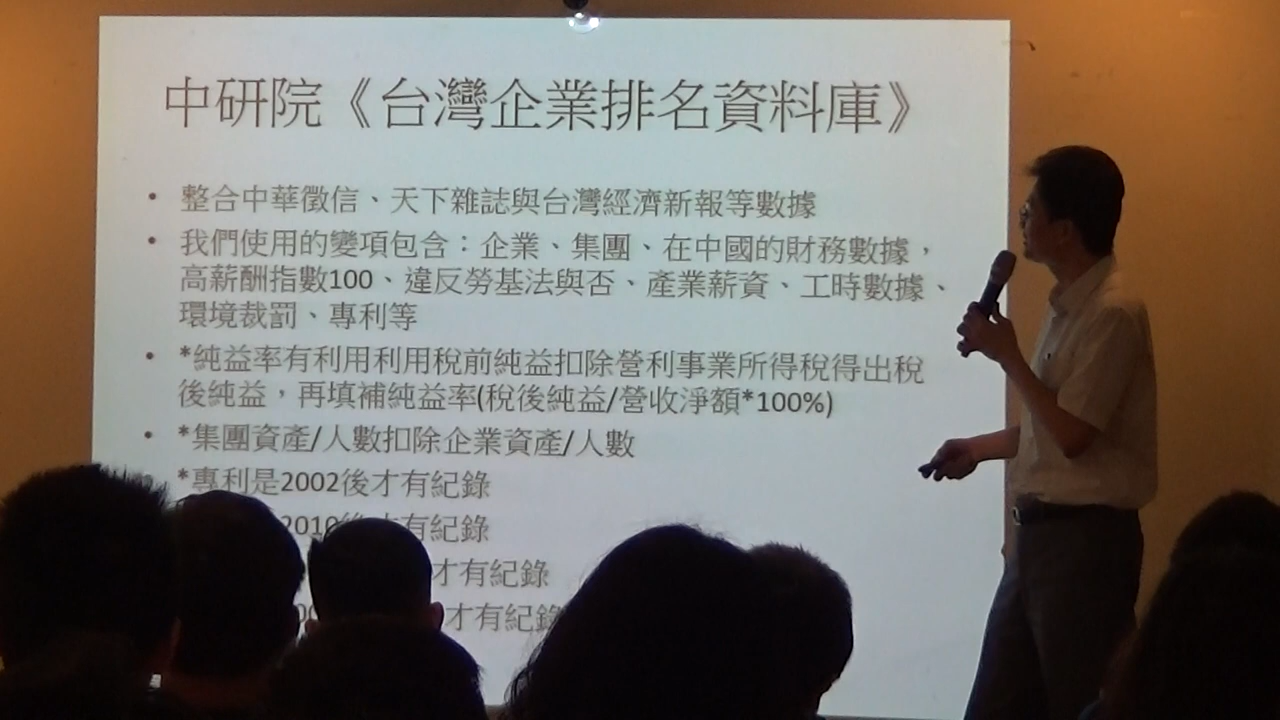 中研院《台灣企業排名資料庫》
• 整合中華徵信、天下雜誌與台灣經濟新報等數據
• 我們使用的變項包含：企業、集團、在中國的財務數據，
高薪酬指數100、違反勞基法與否、產業薪資、工時數據、
環境裁罰、專利等
• *純益率有利用利用稅前純益扣除營利事業所得稅得出稅
後純益，再填補純益率(稅後純益/營收淨額*100%)
• *集團資產/人數扣除企業資產/人數
*專利是2002後才有紀錄
2010後才有紀錄
才有紀錄
才有紀錄